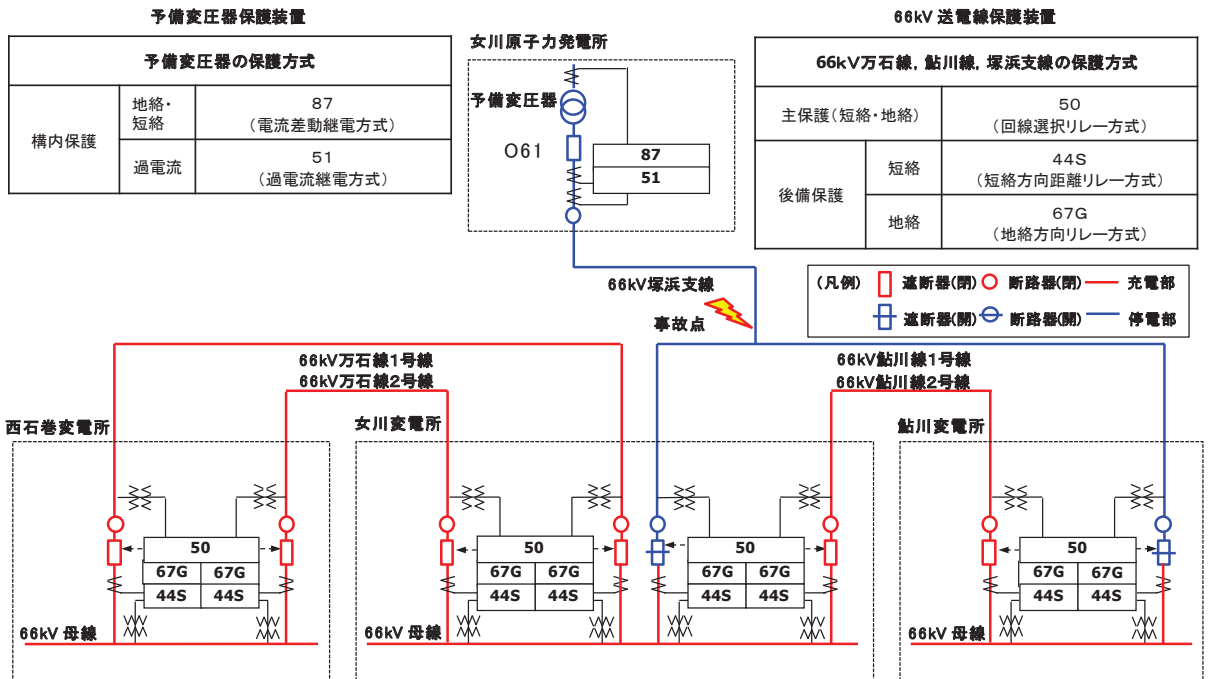 予備変圧器保護装置
予備変圧器の保護方式
構内保護
地絡・
短絡
87
(電流差動継電方式)
過電流
51
(過電流継電方式)
女川原子力発電所
予備変圧器
O61
87
51
66kV 送電線保護装置
66kV万石線,鮎川線,塚浜支線の保護方式
主保護(短絡・地絡)
50
(回線選択リレー方式)
後備保護
短絡
44S
(短絡方向距離リレー方式)
地絡
67G
(地絡方向リレー方式)
(凡例)
遮断器(閉)
断路器(閉)
充電部
遮断器(開)
断路器(開)
停電部
66kV塚浜支線
事故点
66kV万石線1号線
66kV万石線2号線
66kV鮎川線1号線
66kV鮎川線2号線
西石巻変電所
50
67G 67G
44S 44S
66kV 母線
女川変電所
50
67G 67G
44S 44S
50
67G 67G
44S 44S
66kV 母線
鮎川変電所
50
67G 67G
44S 44S
66kV 母線